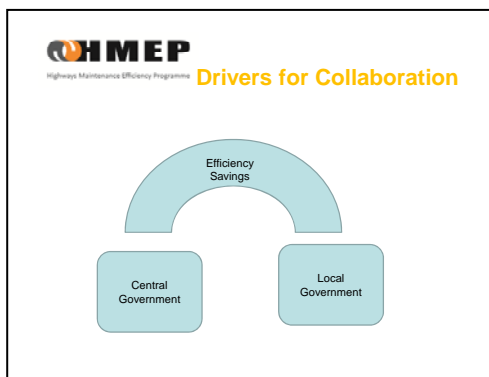 HMEP
Highways Maintenance Efficiency Programme
Drivers for Collaboration
Efficiency
Savings
Central
Government
Local
Government